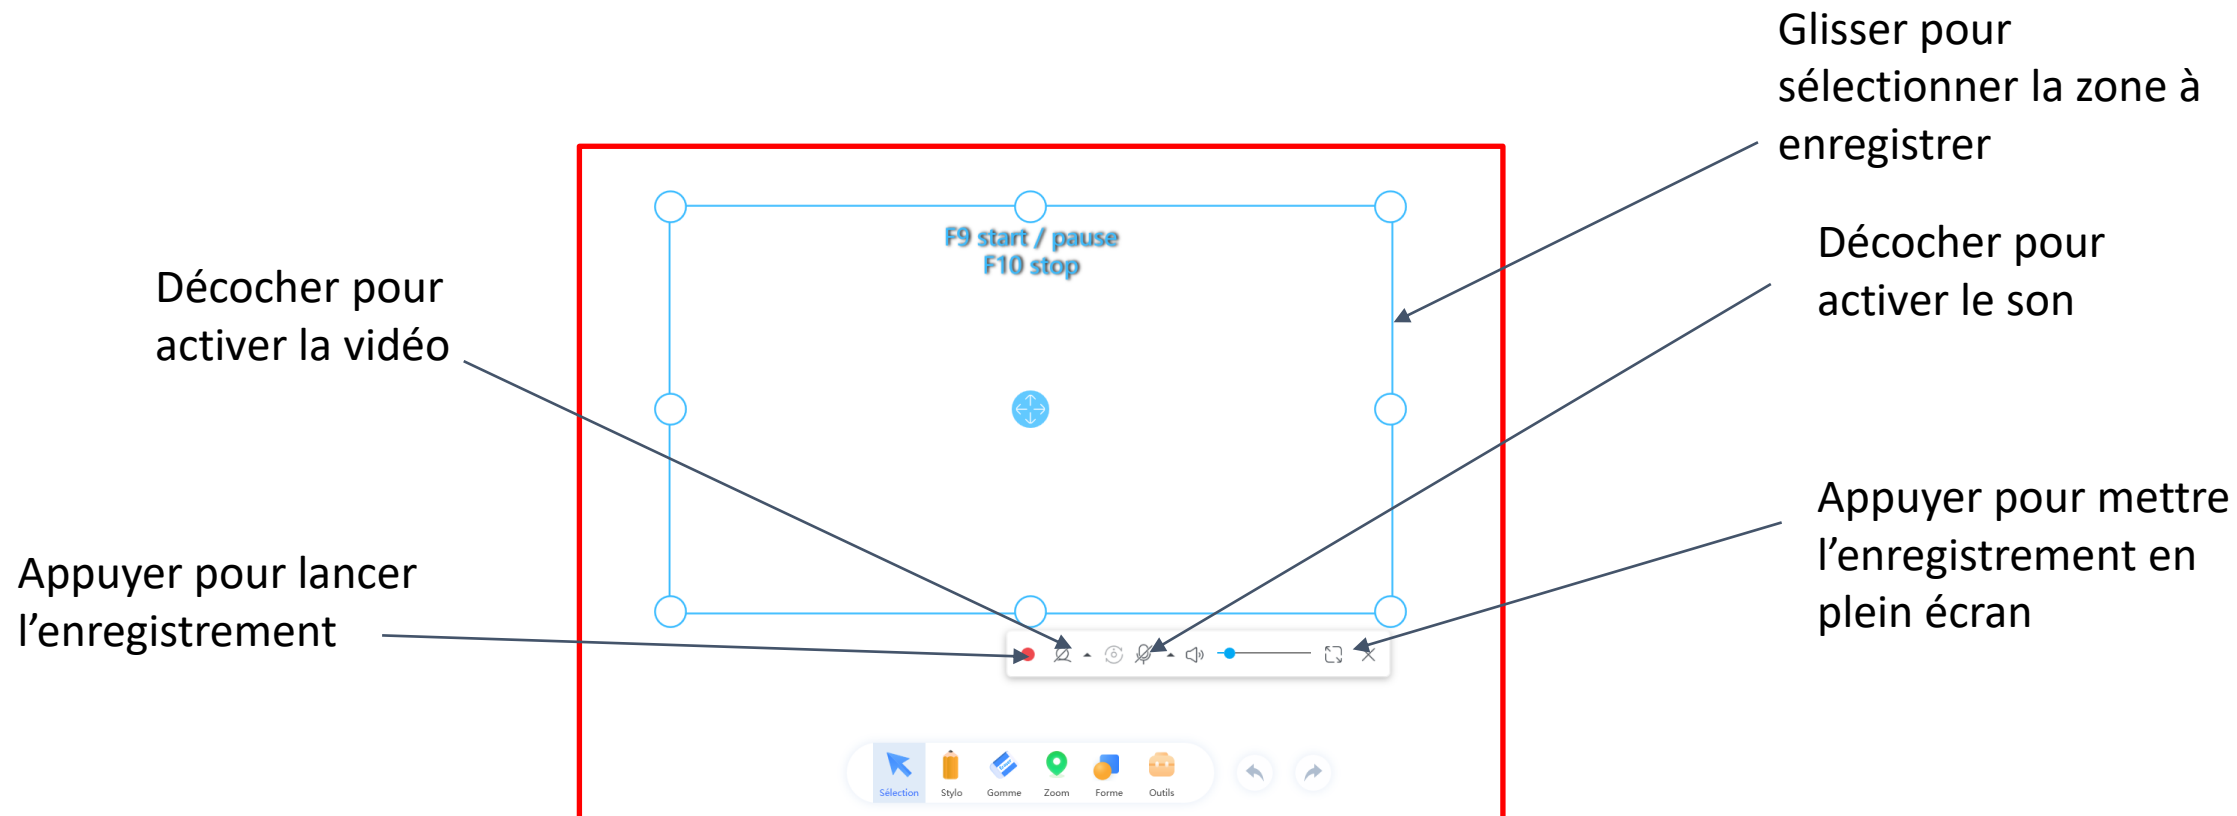 Glisser pour
sélectionner la zone à
enregistrer
F9 start / pause
F10 stop
Décocher pour
activer le son
Décocher pour
activer la vidéo
Appuyer pour mettre
l’enregistrement en
plein écran
Appuyer pour lancer
l’enregistrement
Sélection Stylo Gomme Zoom Forme Outils